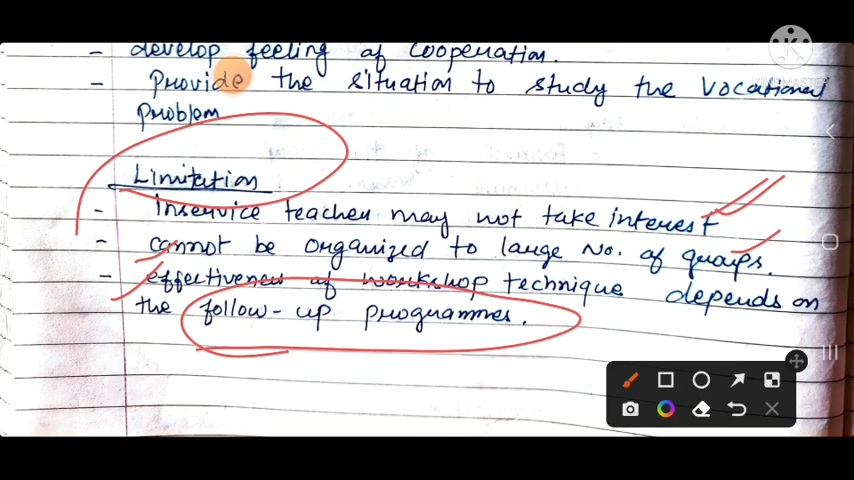 - develop feeling of cooperation.
- Provide the situation to study the vocational
problem
Limitation
- Inservice teacher may not take interest
- cannot be organized to large No. of groups.
- effectiveness of workshop technique depends on
the follow-up programmes.
KINEMASTER